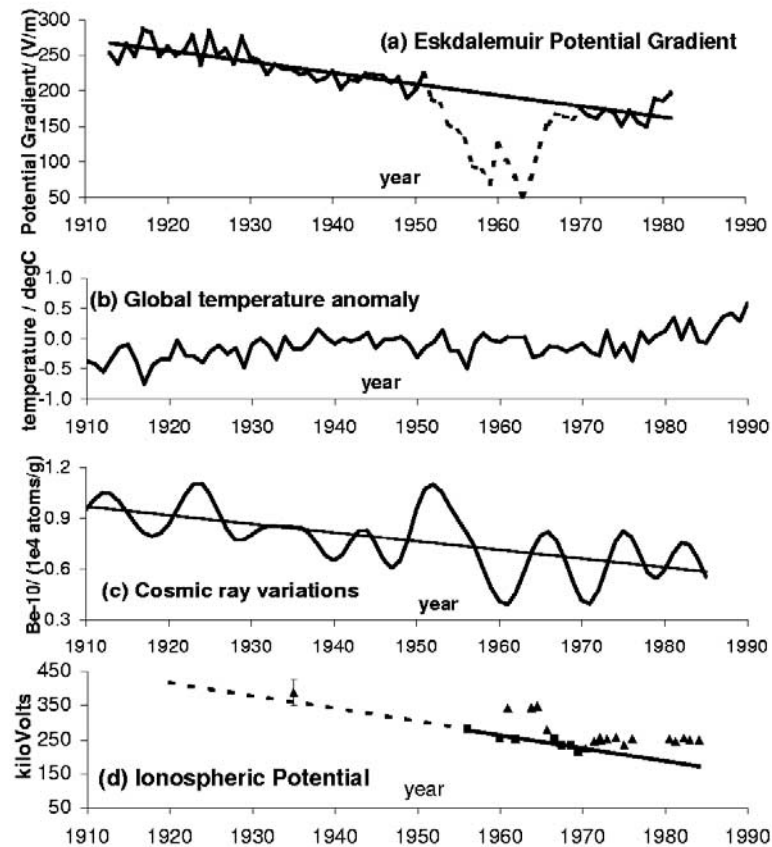 300
(a) Eskdalemuir Potential Gradient
250
200
150
100
50
year
Potential Gradient/ (V/m)
1910 1920 1930 1940 1950 1960 1970 1980 1990
1.0
(b) Global temperature anomaly
0.5
0.0
-0.5
-1.0
year
temperature / degC
1910 1920 1930 1940 1950 1960 1970 1980 1990
1.2
0.9
0.6
0.3
(c) Cosmic ray variations
year
Be-10/ (1e4 atoms/g)
1910 1920 1930 1940 1950 1960 1970 1980 1990
450
350
250
150
50
(d) Ionospheric Potential
year
kiloVolts
1910 1920 1930 1940 1950 1960 1970 1980 1990